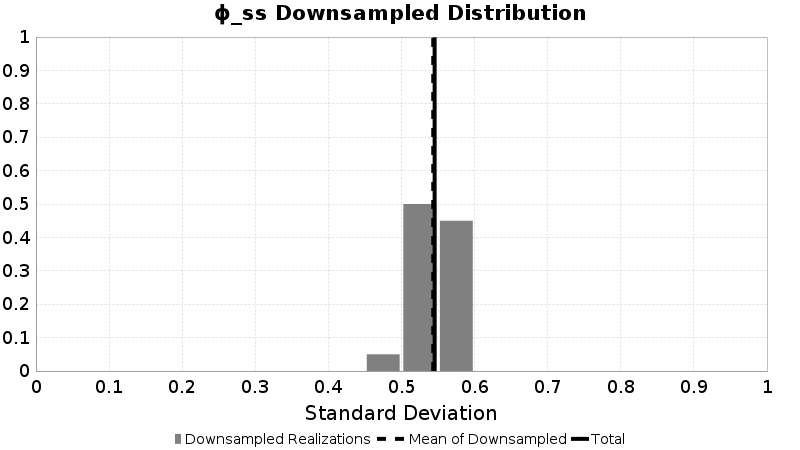 ϕ_ss Downsampled Distribution
1
0.9
0.8
0.7
0.6
0.5
0.4
0.3
0.2
0.1
0
0 0.1 0.2 0.3 0.4 0.5 0.6 0.7 0.8 0.9 1
Standard Deviation
Downsampled Realizations Mean of Downsampled Total